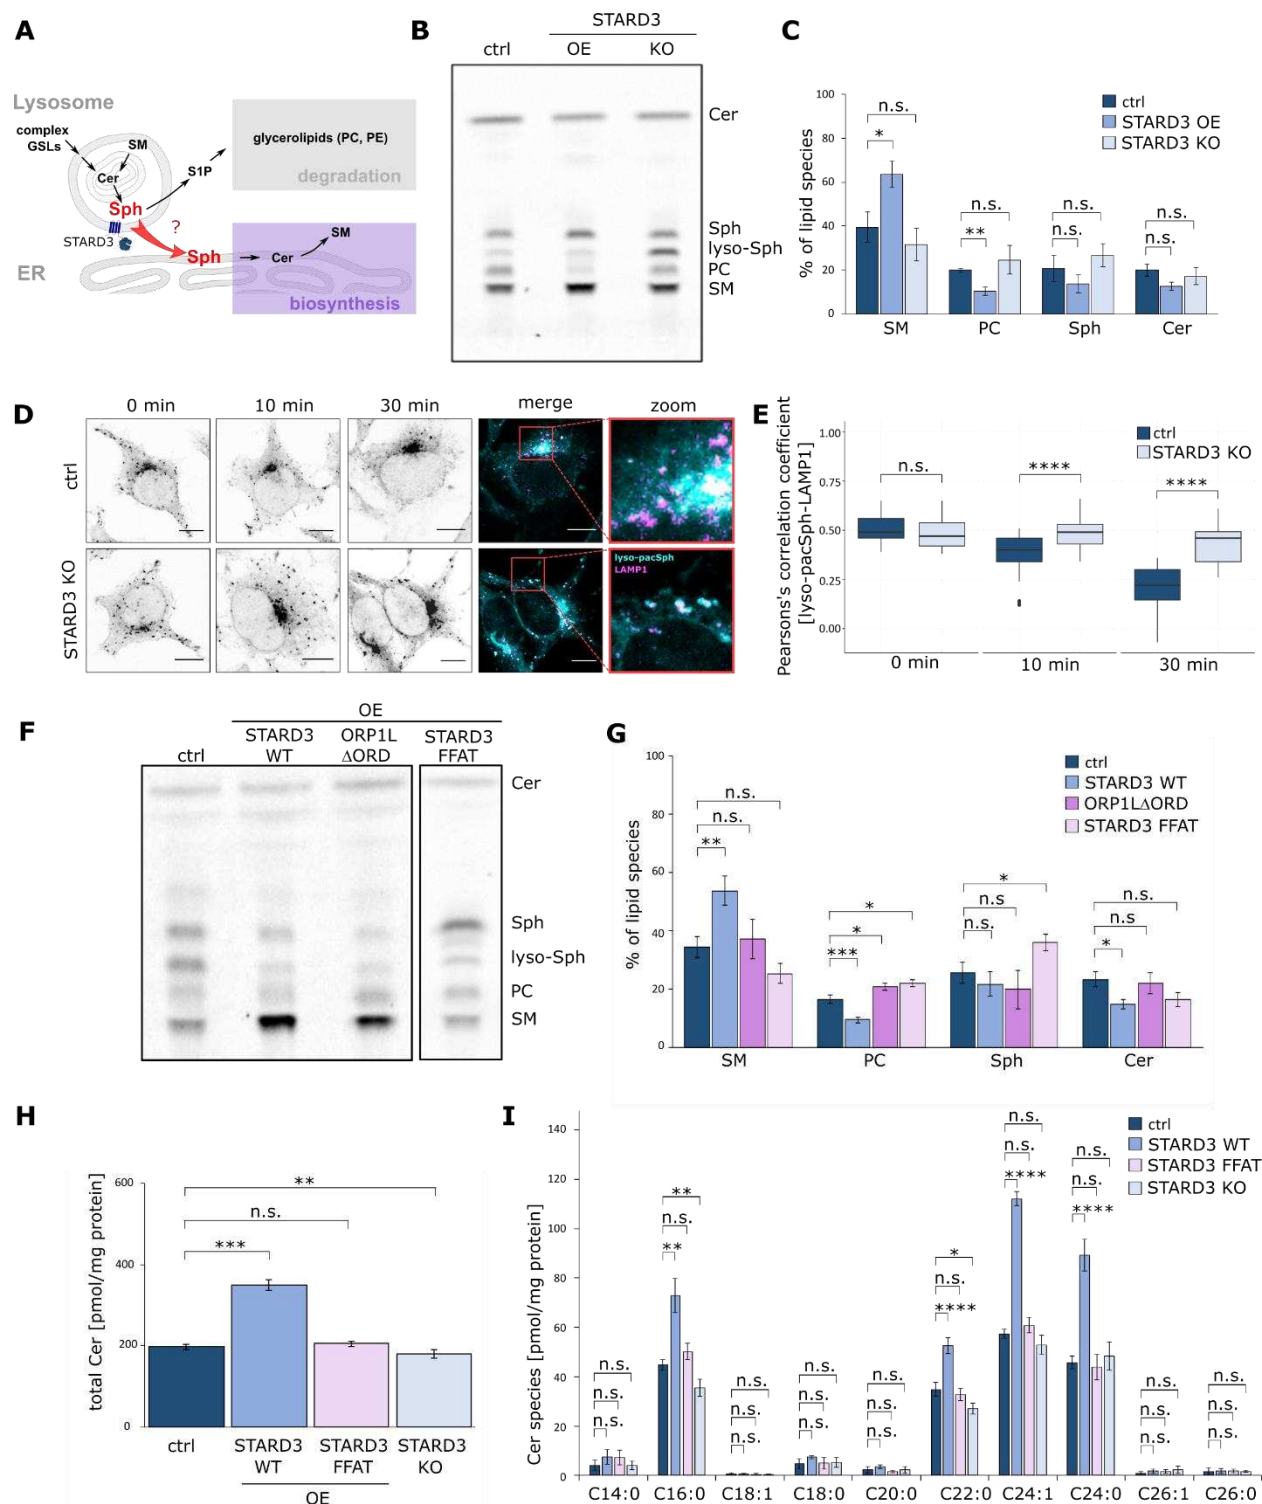 A
Lysosome
complex
GSLs
SM
Cer
S1P
Sph
?
STARD3
ER
Sph
Cer
SM
glycerolipids (PC, PE)
degradation
biosynthesis
B
STARD3
ctrl
OE
KO
Cer
Sph
lyso-Sph
PC
SM
C
% of lipid species
100
80
60
40
20
0
n.s.
*
n.s.
**
n.s.
n.s.
n.s.
n.s.
ctrl
STARD3 OE
STARD3 KO
SM
PC
Sph
Cer
D
0 min
10 min
30 min
merge
zoom
ctrl
STARD3 KO
lyso-pacSph
LAMP1
E
Pearsons's correlation coefficient
[lyso-pacSph-LAMP1]
1.00
0.75
0.50
0.25
0.00
ctrl
STARD3 KO
n.s.
****
****
0 min
10 min
30 min
F
OE
ctrl
STARD3
WT
ORP1L
ΔORD
STARD3
FFAT
Cer
Sph
lyso-Sph
PC
SM
G
% of lipid species
100
80
60
40
20
0
ctrl
STARD3 WT
ORP1LΔORD
STARD3 FFAT
n.s.
n.s.
**
*
*
***
*
n.s
n.s.
n.s.
n.s
*
SM
PC
Sph
Cer
H
total Cer [pmol/mg protein]
600
400
200
0
**
n.s.
***
ctrl
STARD3
WT
STARD3
FFAT
STARD3
KO
OE
I
Cer species [pmol/mg protein]
140
120
100
80
60
40
20
0
ctrl
STARD3 WT
STARD3 FFAT
STARD3 KO
n.s.
n.s.
n.s.
**
n.s.
**
n.s.
n.s.
n.s.
n.s.
n.s.
n.s.
n.s.
n.s.
n.s.
*
n.s.
****
n.s.
n.s.
****
n.s.
n.s.
****
n.s.
n.s.
n.s.
n.s.
n.s.
n.s.
C14:0
C16:0
C18:1
C18:0
C20:0
C22:0
C24:1
C24:0
C26:1
C26:0